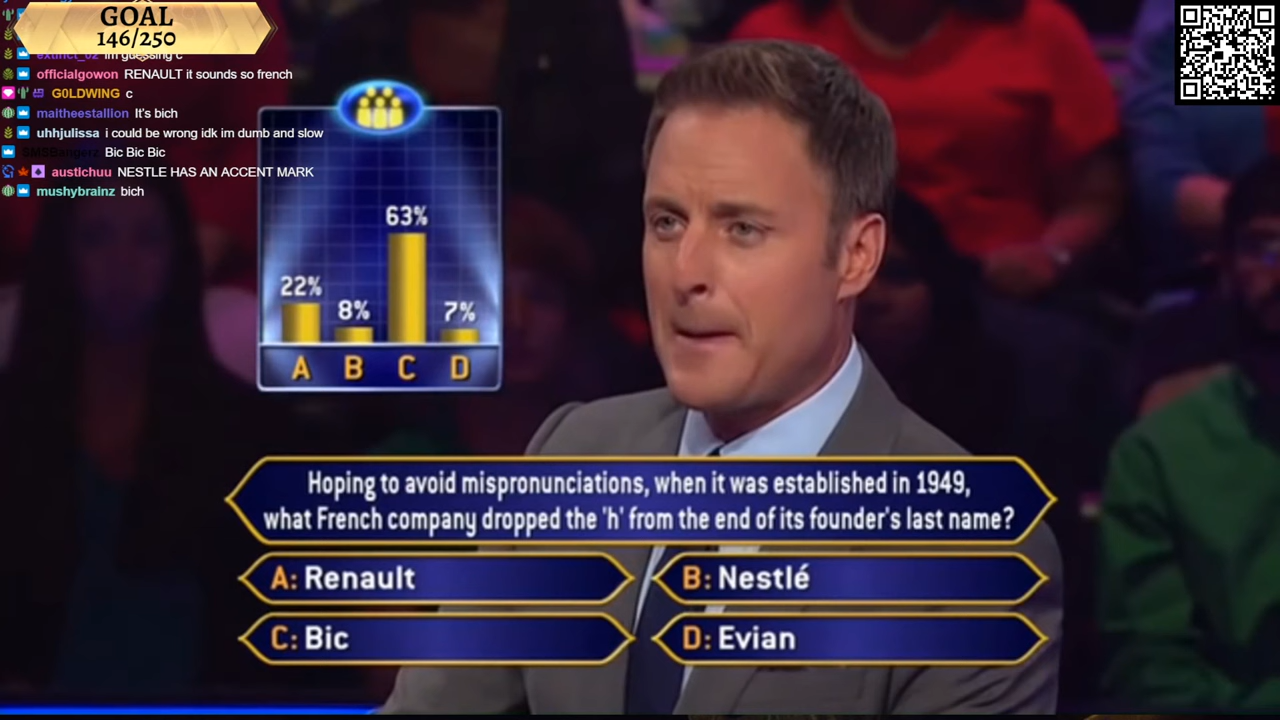 GOAL
146/250
extinct_02 im guessing c
officialgowon RENAULT it sounds so french
G0LDWING c
maitheestallion It's bich
uhhjulissa i could be wrong idk im dumb and slow
Bic Bic Bic
austichuu NESTLE HAS AN ACCENT MARK
mushybrainz bich
63%
22%
8%
7%
A B C D
Hoping to avoid mispronunciations, when it was established in 1949,
what French company dropped the 'h' from the end of its founder's last name?
A: Renault
B: Nestlé
C: Bic
D: Evian